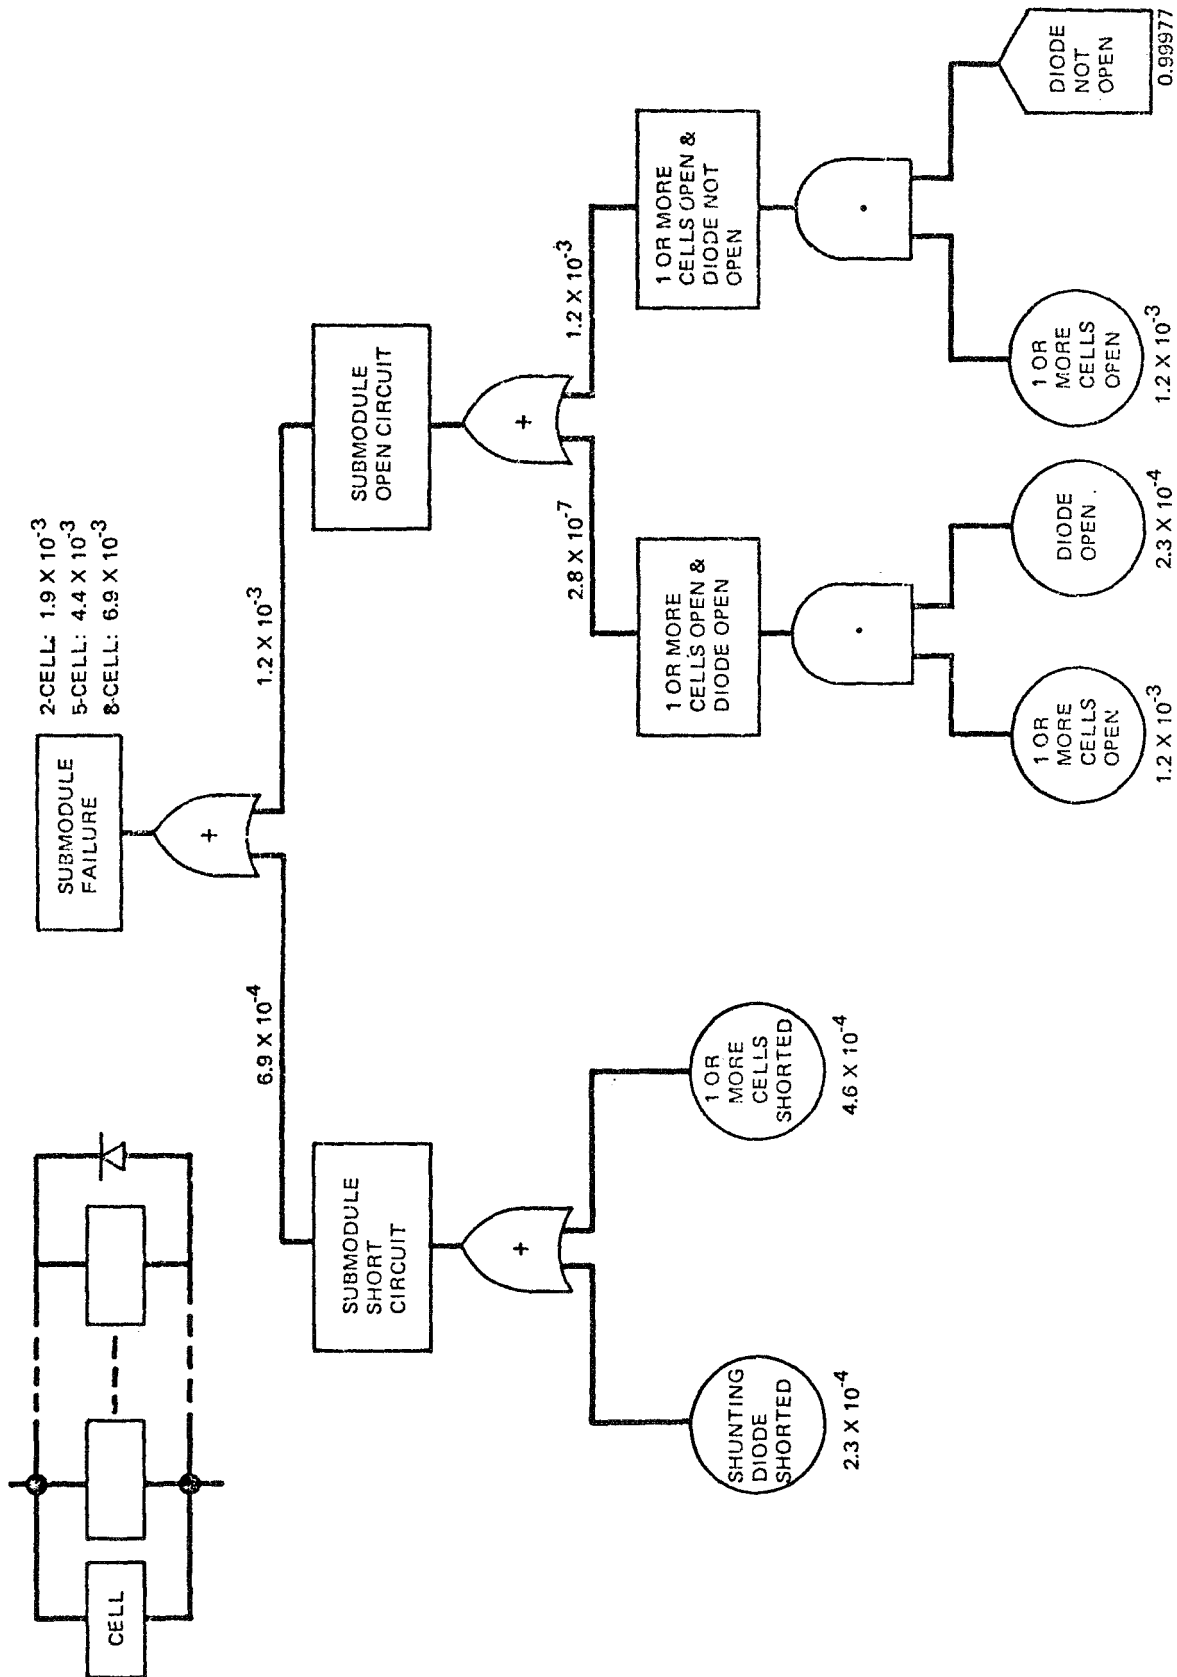 CELL
SUBMODULE
FAILURE
2-CELL: 1.9 X 10⁻³
5-CELL: 4.4 X 10⁻³
8-CELL: 6.9 X 10⁻³
+
6.9 X 10⁻⁴
1.2 X 10⁻³
SUBMODULE
SHORT
CIRCUIT
SUBMODULE
OPEN CIRCUIT
+
+
2.8 X 10⁻⁷
1.2 X 10⁻³
SHUNTING
DIODE
SHORTED
2.3 X 10⁻⁴
1 OR
MORE
CELLS
SHORTED
4.6 X 10⁻⁴
1 OR MORE
CELLS OPEN &
DIODE OPEN
1 OR MORE
CELLS OPEN &
DIODE NOT
OPEN
·
·
1 OR
MORE
CELLS
OPEN
1.2 X 10⁻³
DIODE
OPEN
2.3 X 10⁻⁴
1 OR
MORE
CELLS
OPEN
1.2 X 10⁻³
DIODE
NOT
OPEN
0.99977